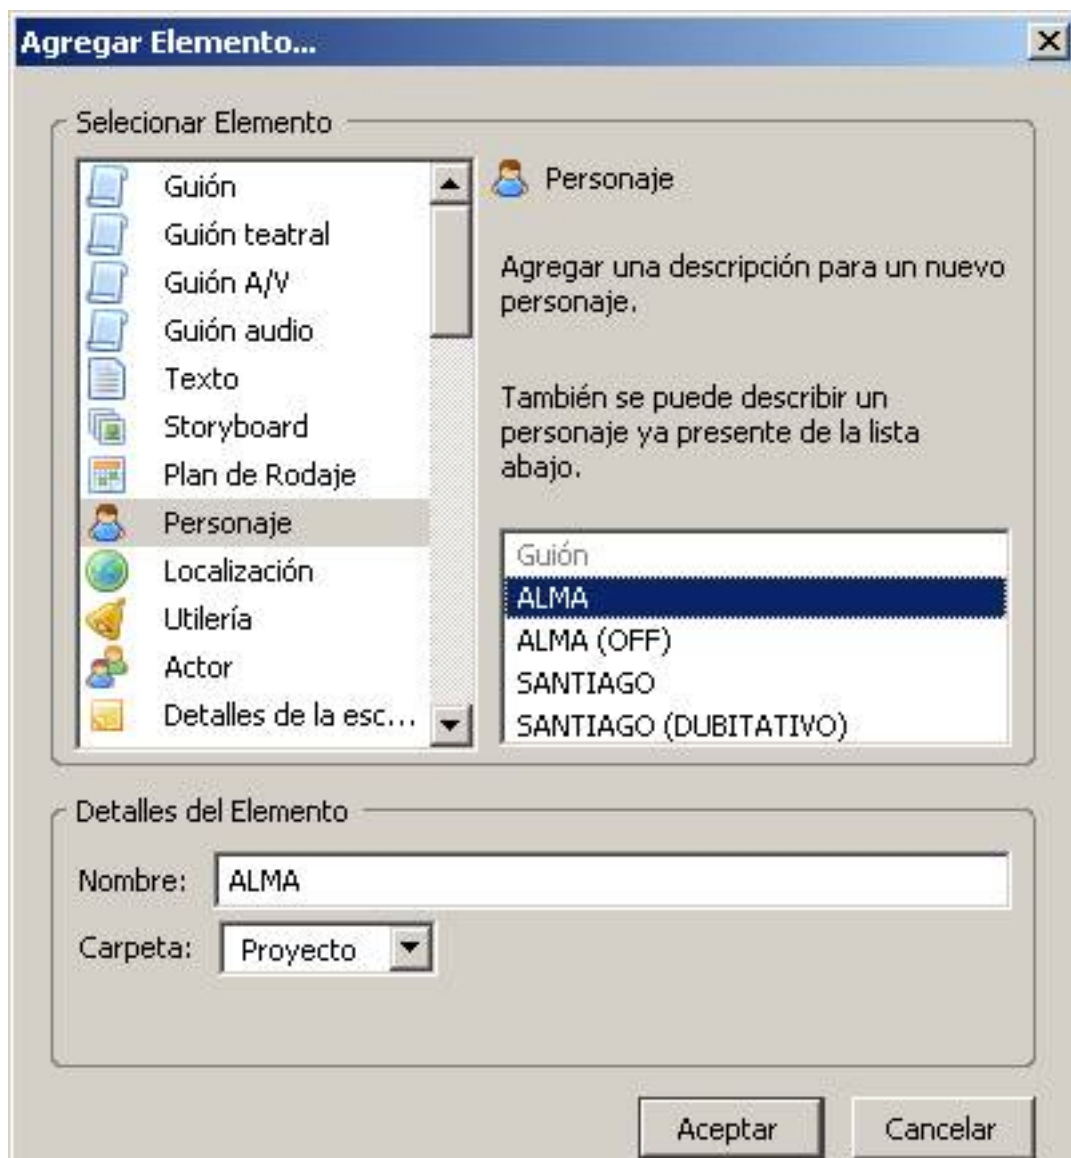 Agregar Elemento...
Selecionar Elemento
Guión
Guión teatral
Guión A/V
Guión audio
Texto
Storyboard
Plan de Rodaje
Personaje
Localización
Utilería
Actor
Detalles de la esc...
Personaje
Agregar una descripción para un nuevo
personaje.
También se puede describir un
personaje ya presente de la lista
abajo.
Guión
ALMA
ALMA (OFF)
SANTIAGO
SANTIAGO (DUBITATIVO)
Detalles del Elemento
Nombre: ALMA
Carpeta: Proyecto
Aceptar Cancelar